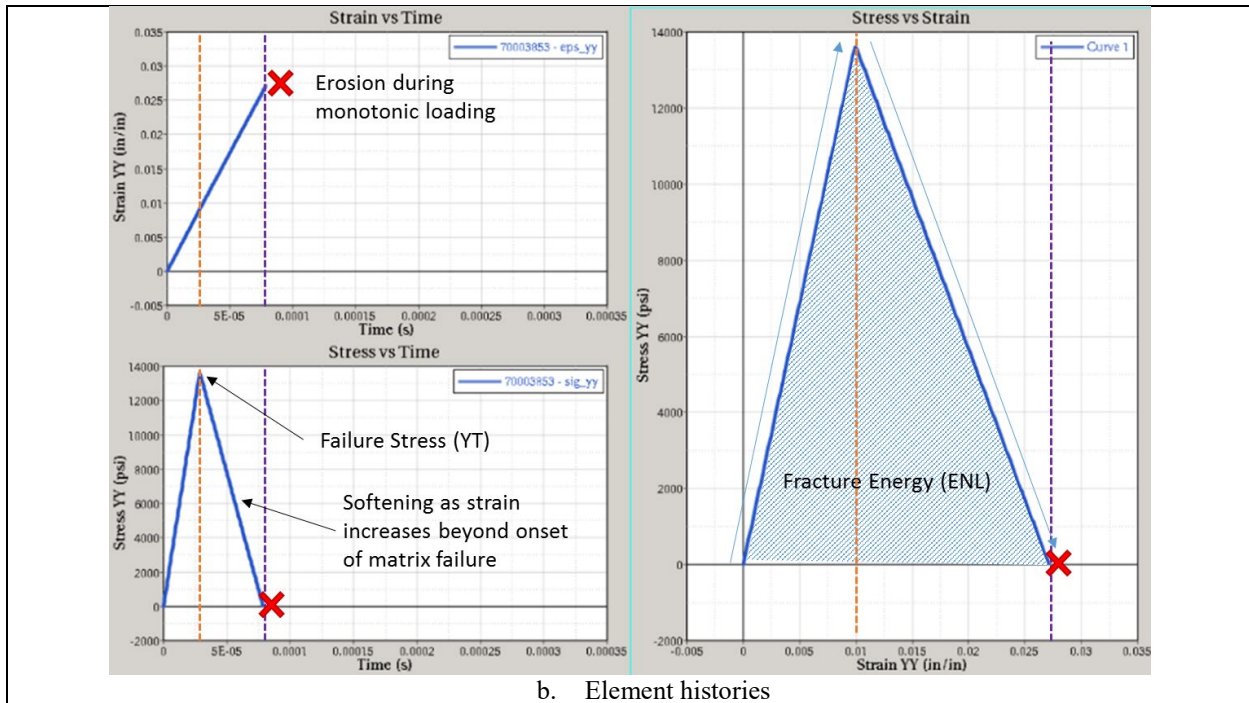 Strain vs Time
0.035
0.03
0.025
0.02
0.015
0.01
0.005
0
-0.005
Strain YY (in/in)
70003853 - eps_yy
Erosion during
monotonic loading
0
5E-05
0.0001
0.00015
0.0002
0.00025
0.0003
0.00035
Time (s)
Stress vs Time
14000
12000
10000
8000
6000
4000
2000
0
-2000
Stress YY (psi)
70003853 - sig_yy
Failure Stress (YT)
Softening as strain
increases beyond onset
of matrix failure
0
5E-05
0.0001
0.00015
0.0002
0.00025
0.0003
0.00035
Time (s)
Stress vs Strain
14000
12000
10000
8000
6000
4000
2000
0
-2000
Stress YY (psi)
Curve 1
Fracture Energy (ENL)
-0.005
0
0.005
0.01
0.015
0.02
0.025
0.03
0.035
Strain YY (in/in)
b. Element histories